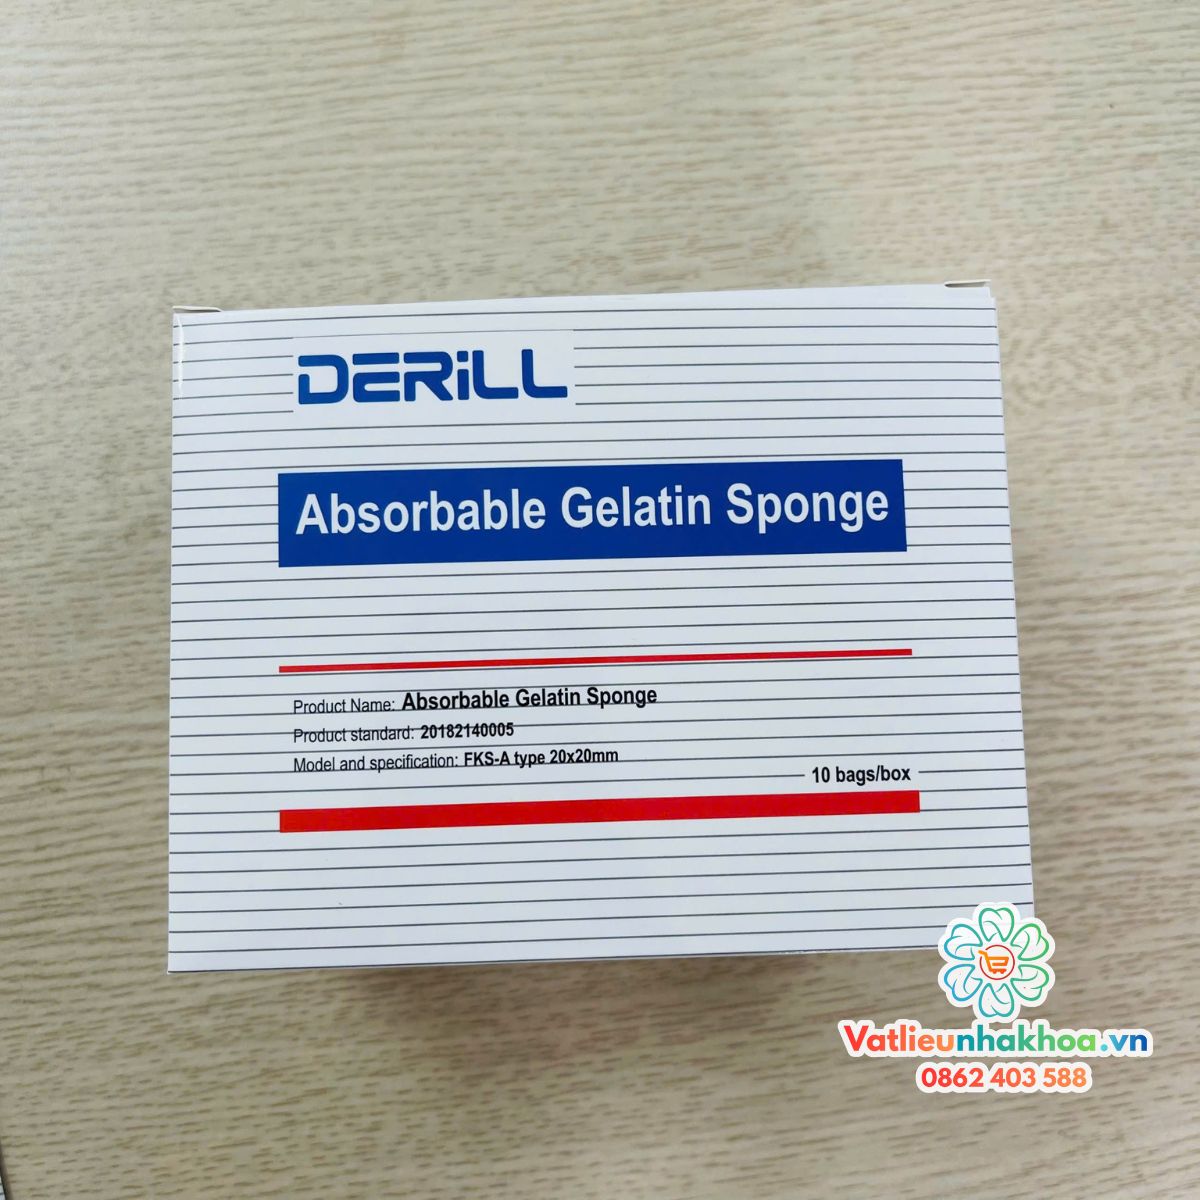 DERiLL
Absorbable Gelatin Sponge
Product Name: Absorbable Gelatin Sponge
Product standard: 20182140005
Model and specification: FKS-A type 20x20mm
10 bags/box
Vatlieunhakhoa.vn
0862 403 588